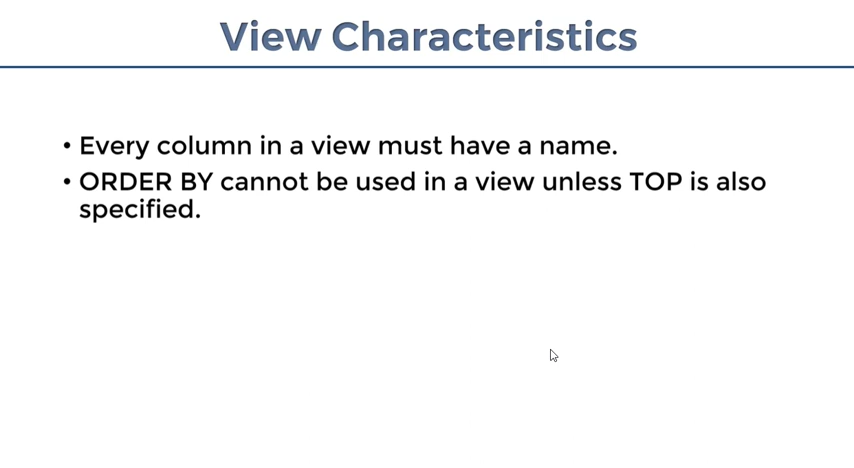 View Characteristics
• Every column in a view must have a name.
• ORDER BY cannot be used in a view unless TOP is also
specified.